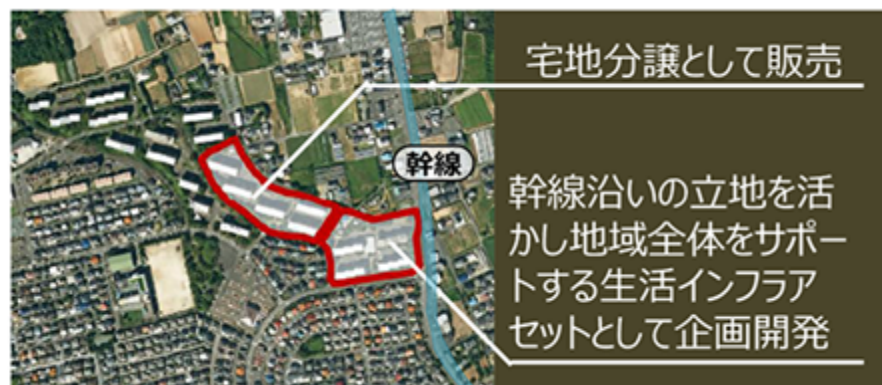 宅地分譲として販売
幹線
幹線沿いの立地を活
かし地域全体をサポー
トする生活インフラア
セットとして企画開発